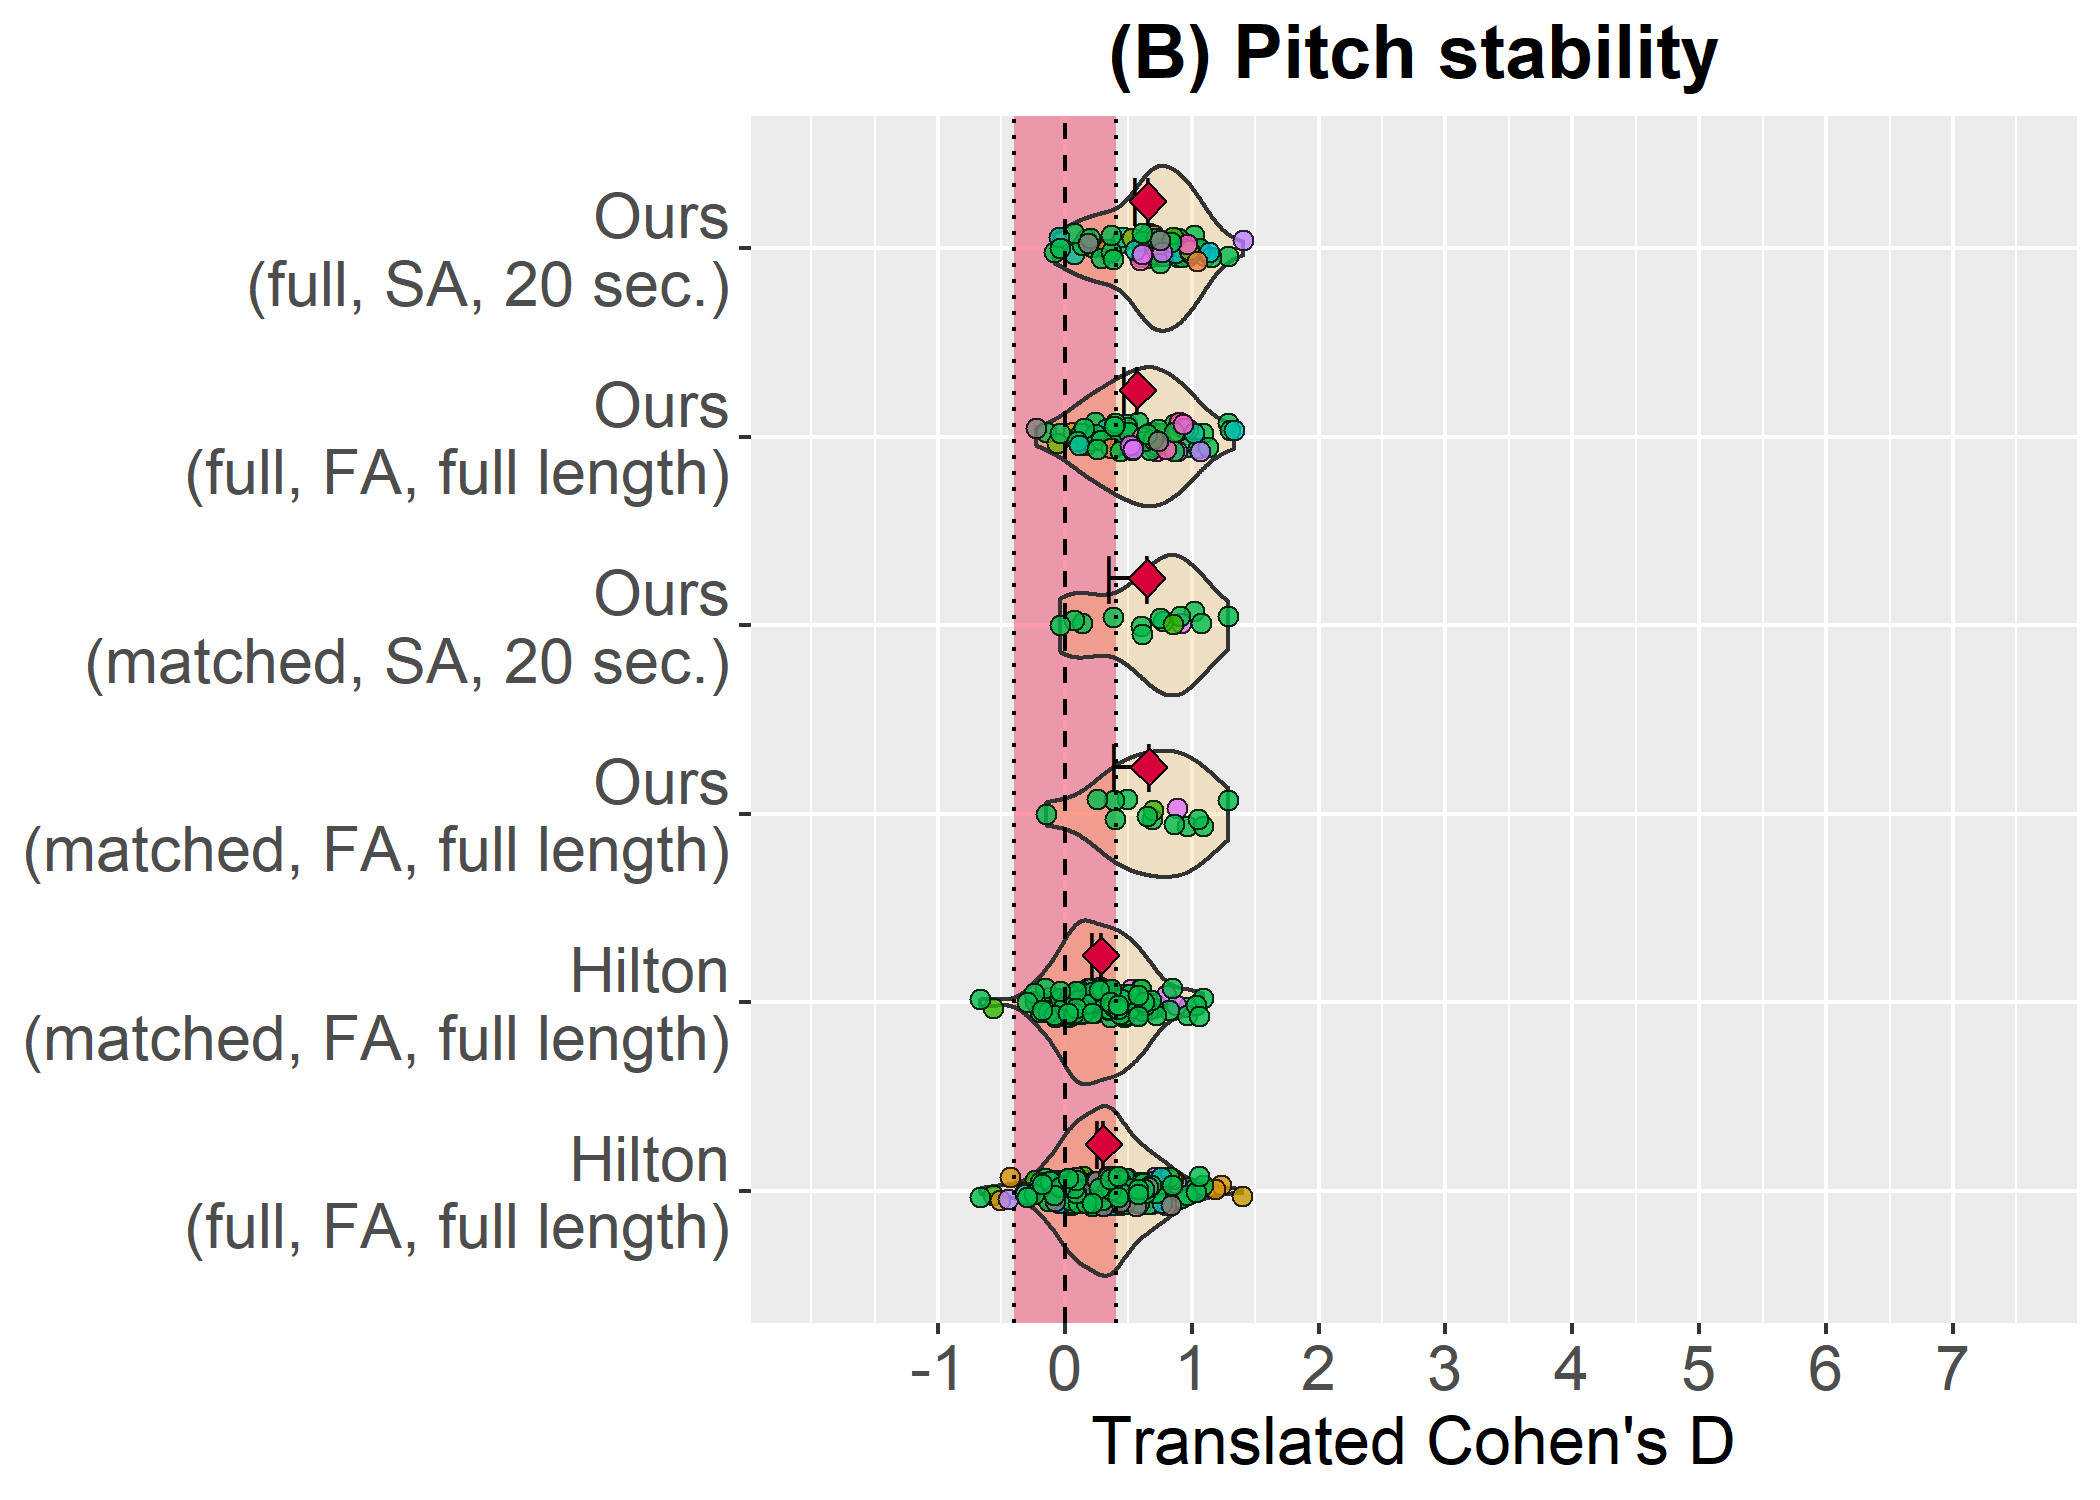 (B) Pitch stability
Ours
(full, SA, 20 sec.)
Ours
(full, FA, full length)
Ours
(matched, SA, 20 sec.)
Ours
(matched, FA, full length)
Hilton
(matched, FA, full length)
Hilton
(full, FA, full length)
-1 0 1 2 3 4 5 6 7
Translated Cohen's D